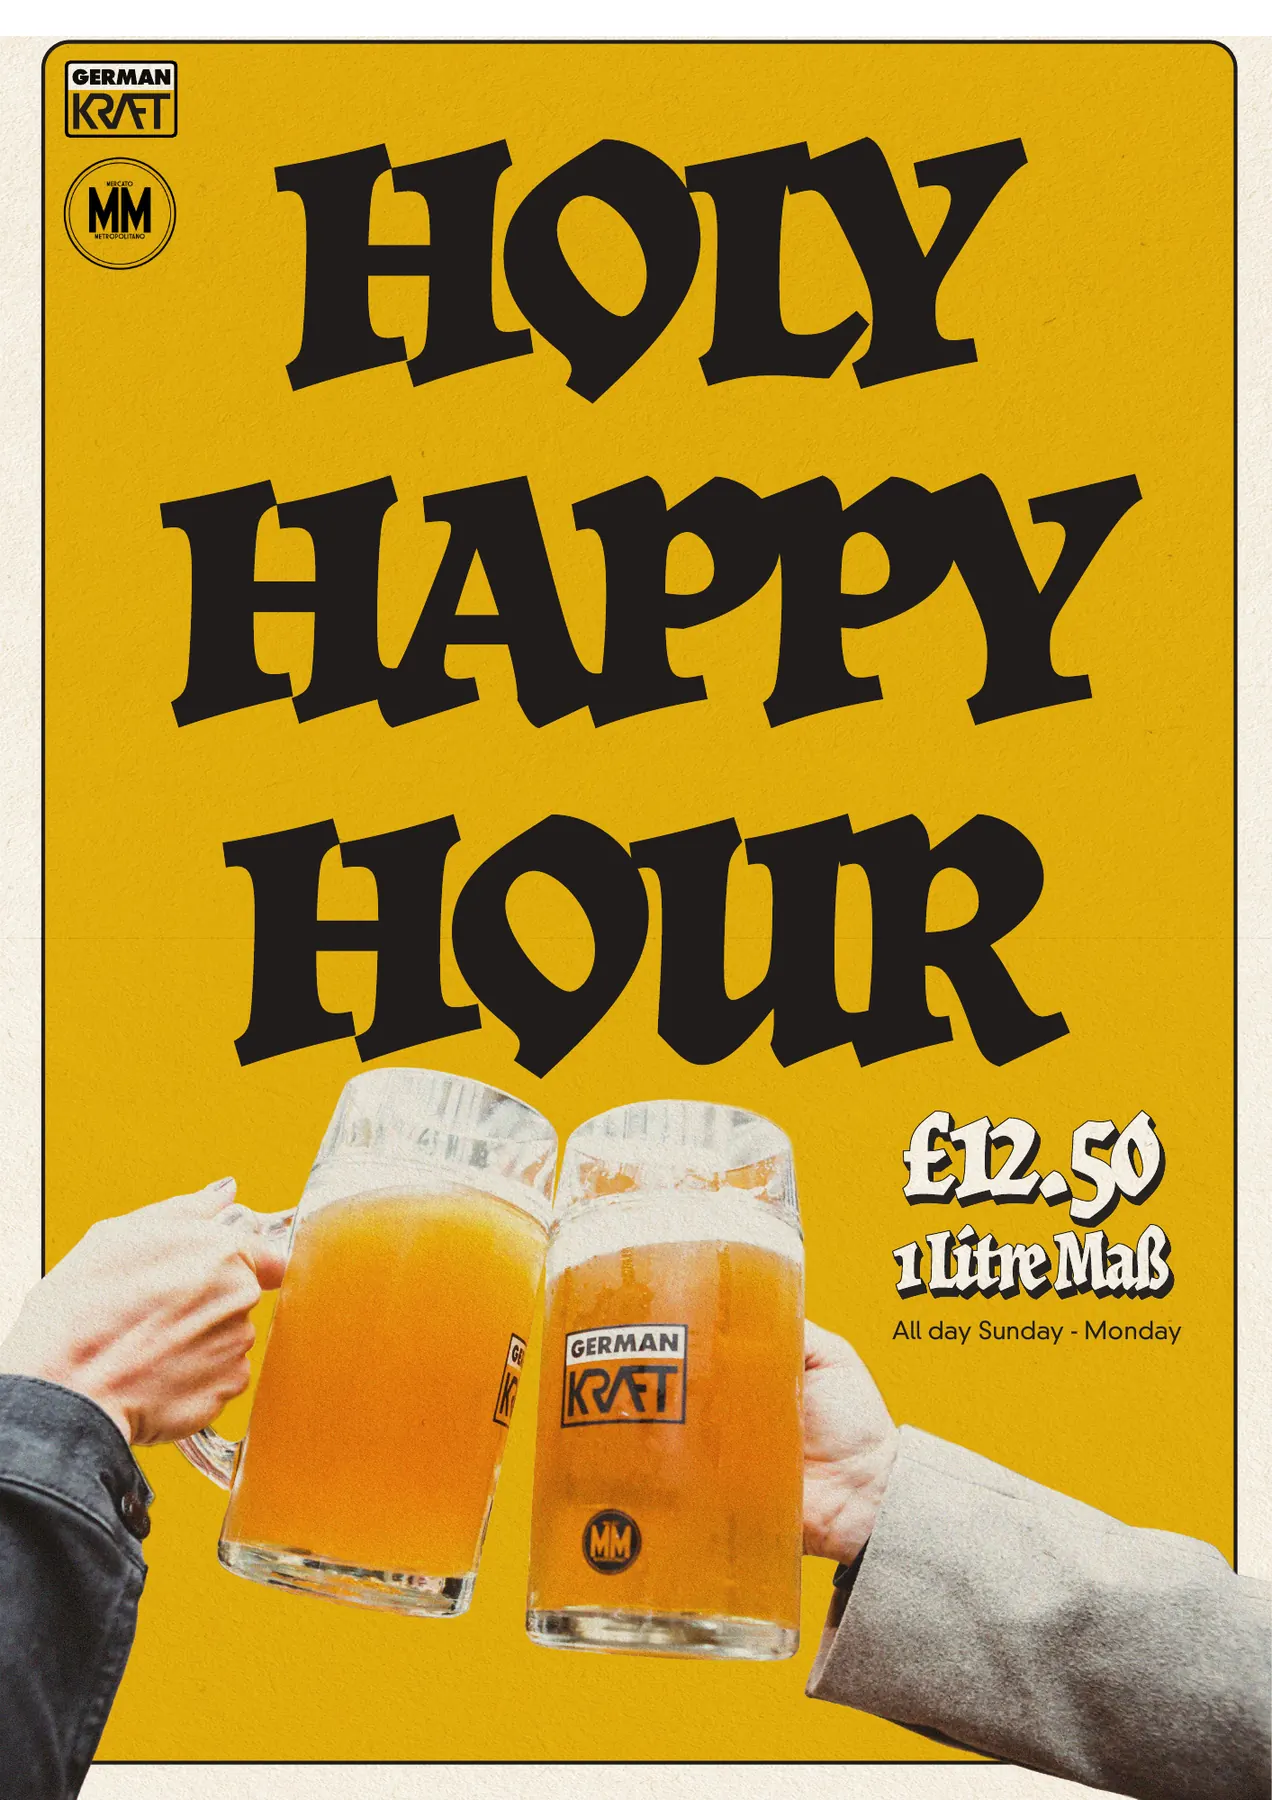 GERMAN
KRAFT
MERCATO
MM
METROPOLITANO
HOLY
HAPPY
HOUR
£12.50
1 Litre Maß
All day Sunday - Monday
GERMAN
KRAFT
MM